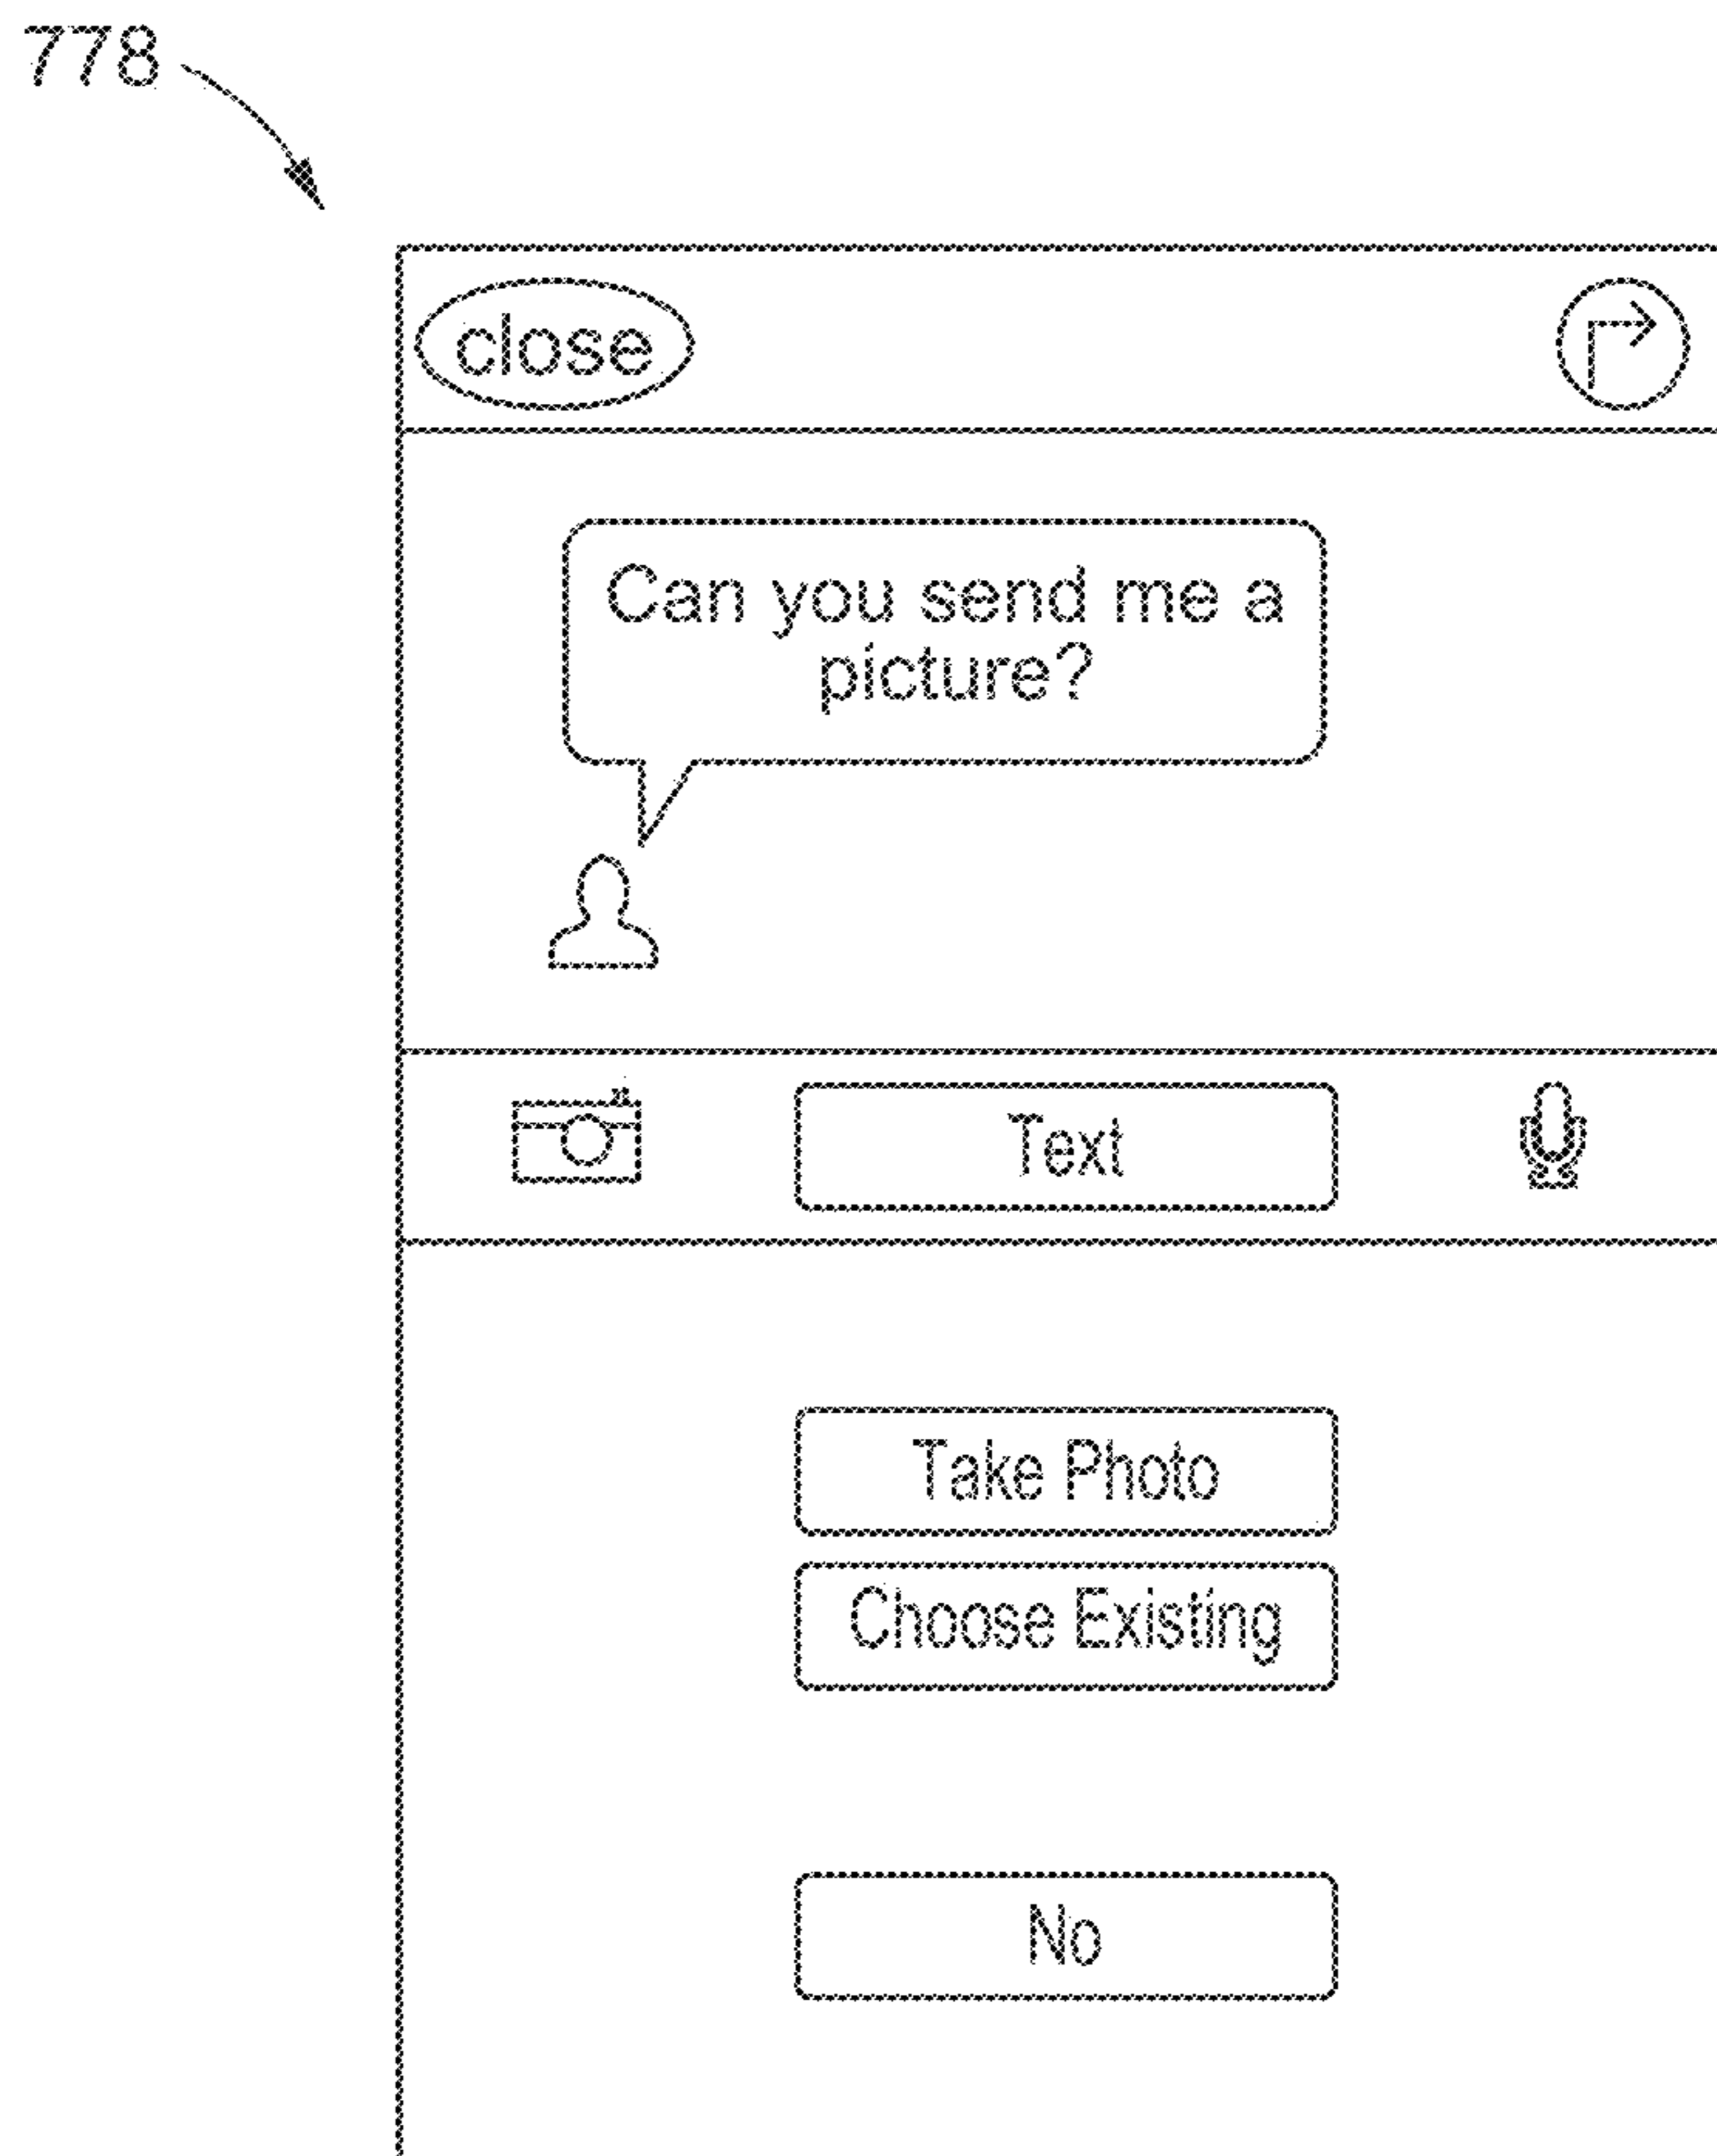 778
close
Can you send me a
picture?
Text
Take Photo
Choose Existing
No